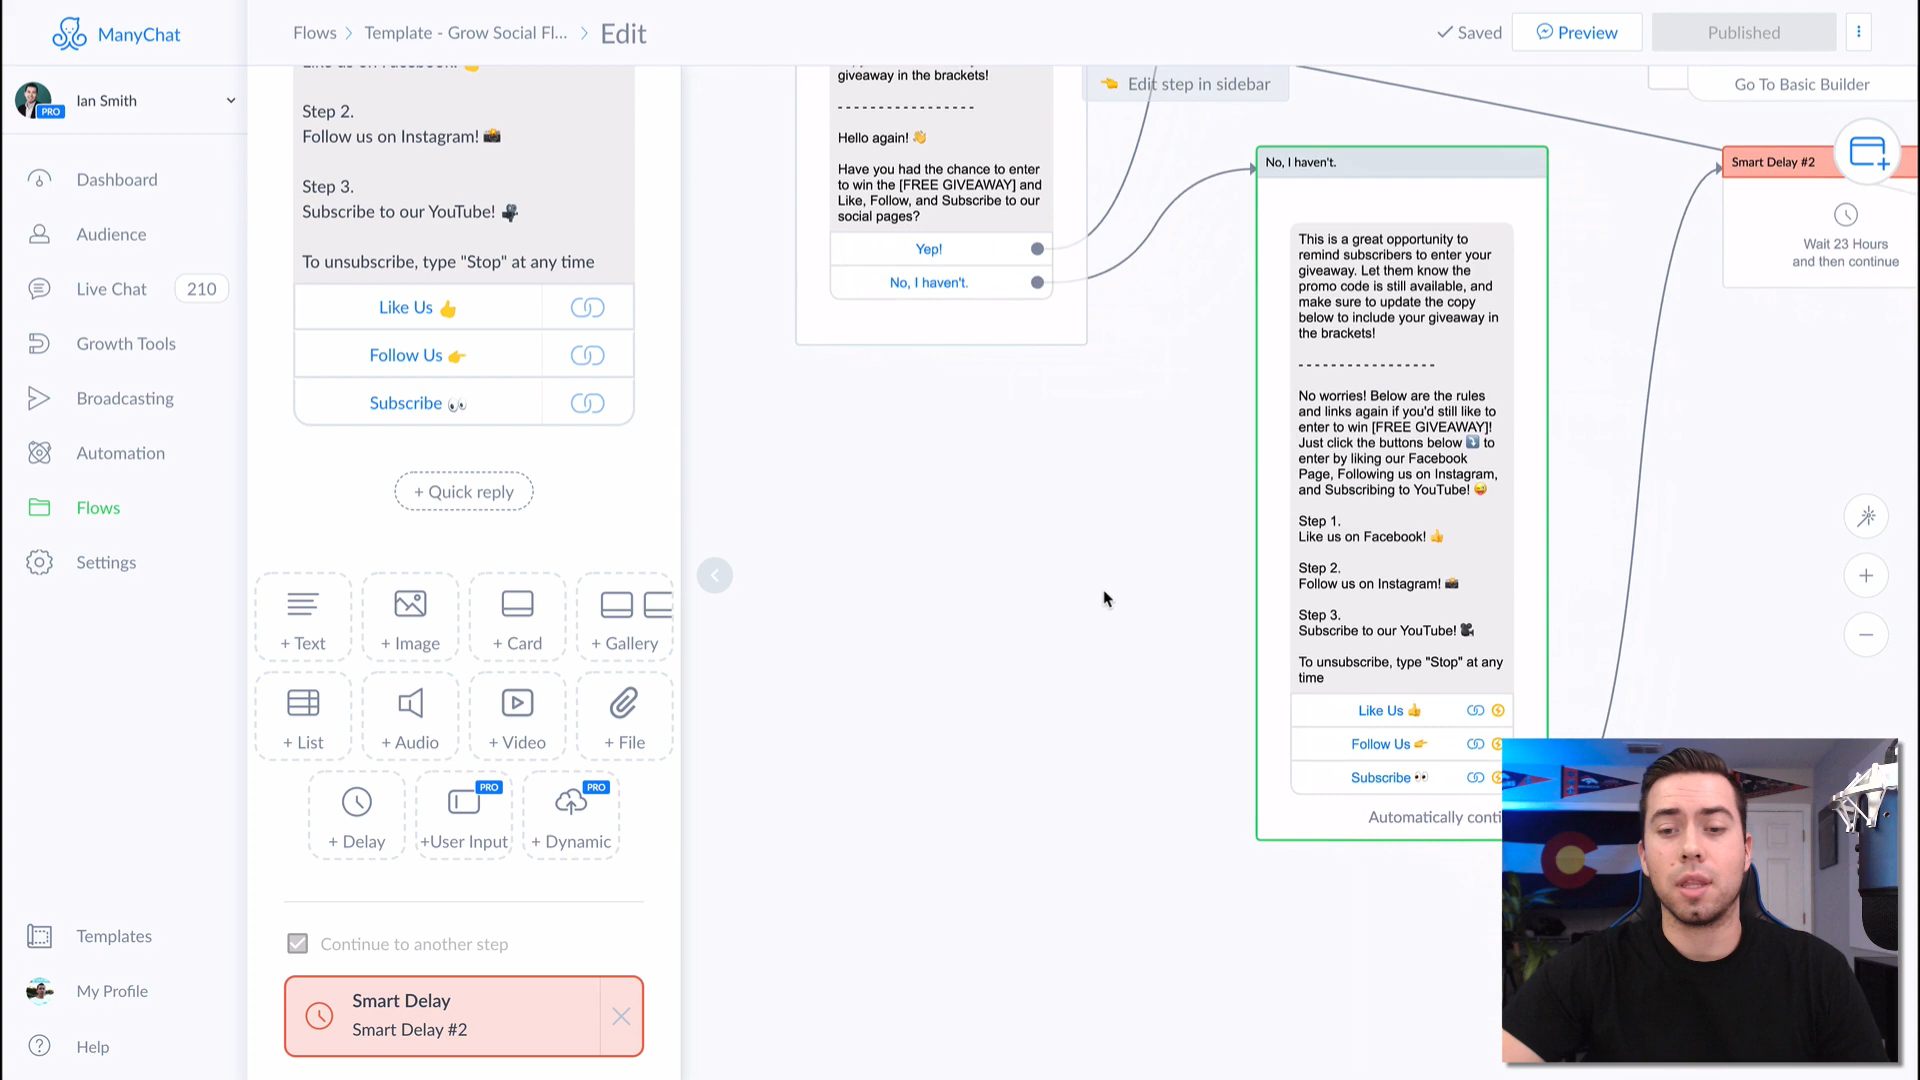 ManyChat
Flows
Template - Grow Social Fl...
Edit
Saved
Preview
Published
Ian Smith
PRO
Dashboard
Audience
Live Chat
210
Growth Tools
Broadcasting
Automation
Flows
Settings
Templates
My Profile
Help
Step 2.
Follow us on Instagram! 📸
Step 3.
Subscribe to our YouTube! 🎥
To unsubscribe, type "Stop" at any time
Like Us 👍
Follow Us 👉
Subscribe 👀
+ Quick reply
+ Text
+ Image
+ Card
+ Gallery
+ List
+ Audio
+ Video
+ File
+ Delay
PRO
+User Input
PRO
+ Dynamic
Continue to another step
Smart Delay
Smart Delay #2
giveaway in the brackets!
------------------
Hello again! 👋
Have you had the chance to enter
to win the [FREE GIVEAWAY] and
Like, Follow, and Subscribe to our
social pages?
Yep!
No, I haven't.
👈 Edit step in sidebar
Go To Basic Builder
No, I haven't.
This is a great opportunity to
remind subscribers to enter your
giveaway. Let them know the
promo code is still available, and
make sure to update the copy
below to include your giveaway in
the brackets!
------------------
No worries! Below are the rules
and links again if you'd still like to
enter to win [FREE GIVEAWAY]!
Just click the buttons below ⤵️ to
enter by liking our Facebook
Page, Following us on Instagram,
and Subscribing to YouTube! 😜
Step 1.
Like us on Facebook! 👍
Step 2.
Follow us on Instagram! 📸
Step 3.
Subscribe to our YouTube! 🎥
To unsubscribe, type "Stop" at any
time
Like Us 👍
Follow Us 👉
Subscribe 👀
Automatically conti
Smart Delay #2
Wait 23 Hours
and then continue